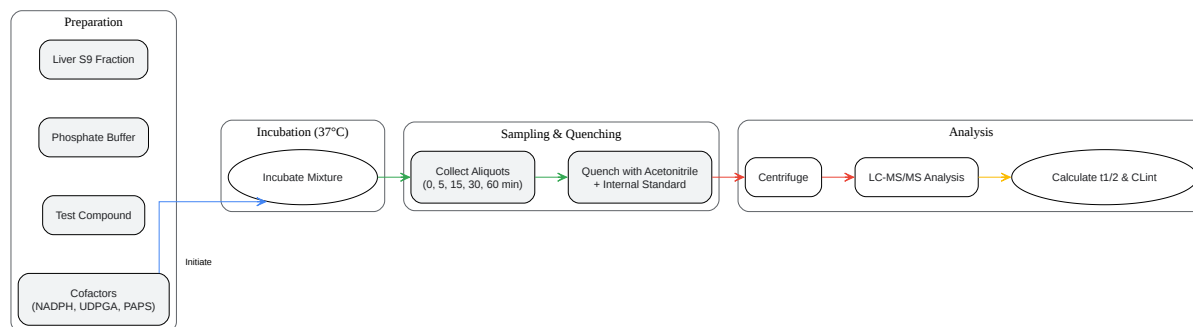 Preparation
Liver S9 Fraction
Phosphate Buffer
Test Compound
Cofactors
(NADPH, UDPGA, PAPS)
Initiate
Incubation (37°C)
Incubate Mixture
Sampling & Quenching
Collect Aliquots
(0, 5, 15, 30, 60 min)
Quench with Acetonitrile
+ Internal Standard
Analysis
Centrifuge
LC-MS/MS Analysis
Calculate t1/2 & CLint